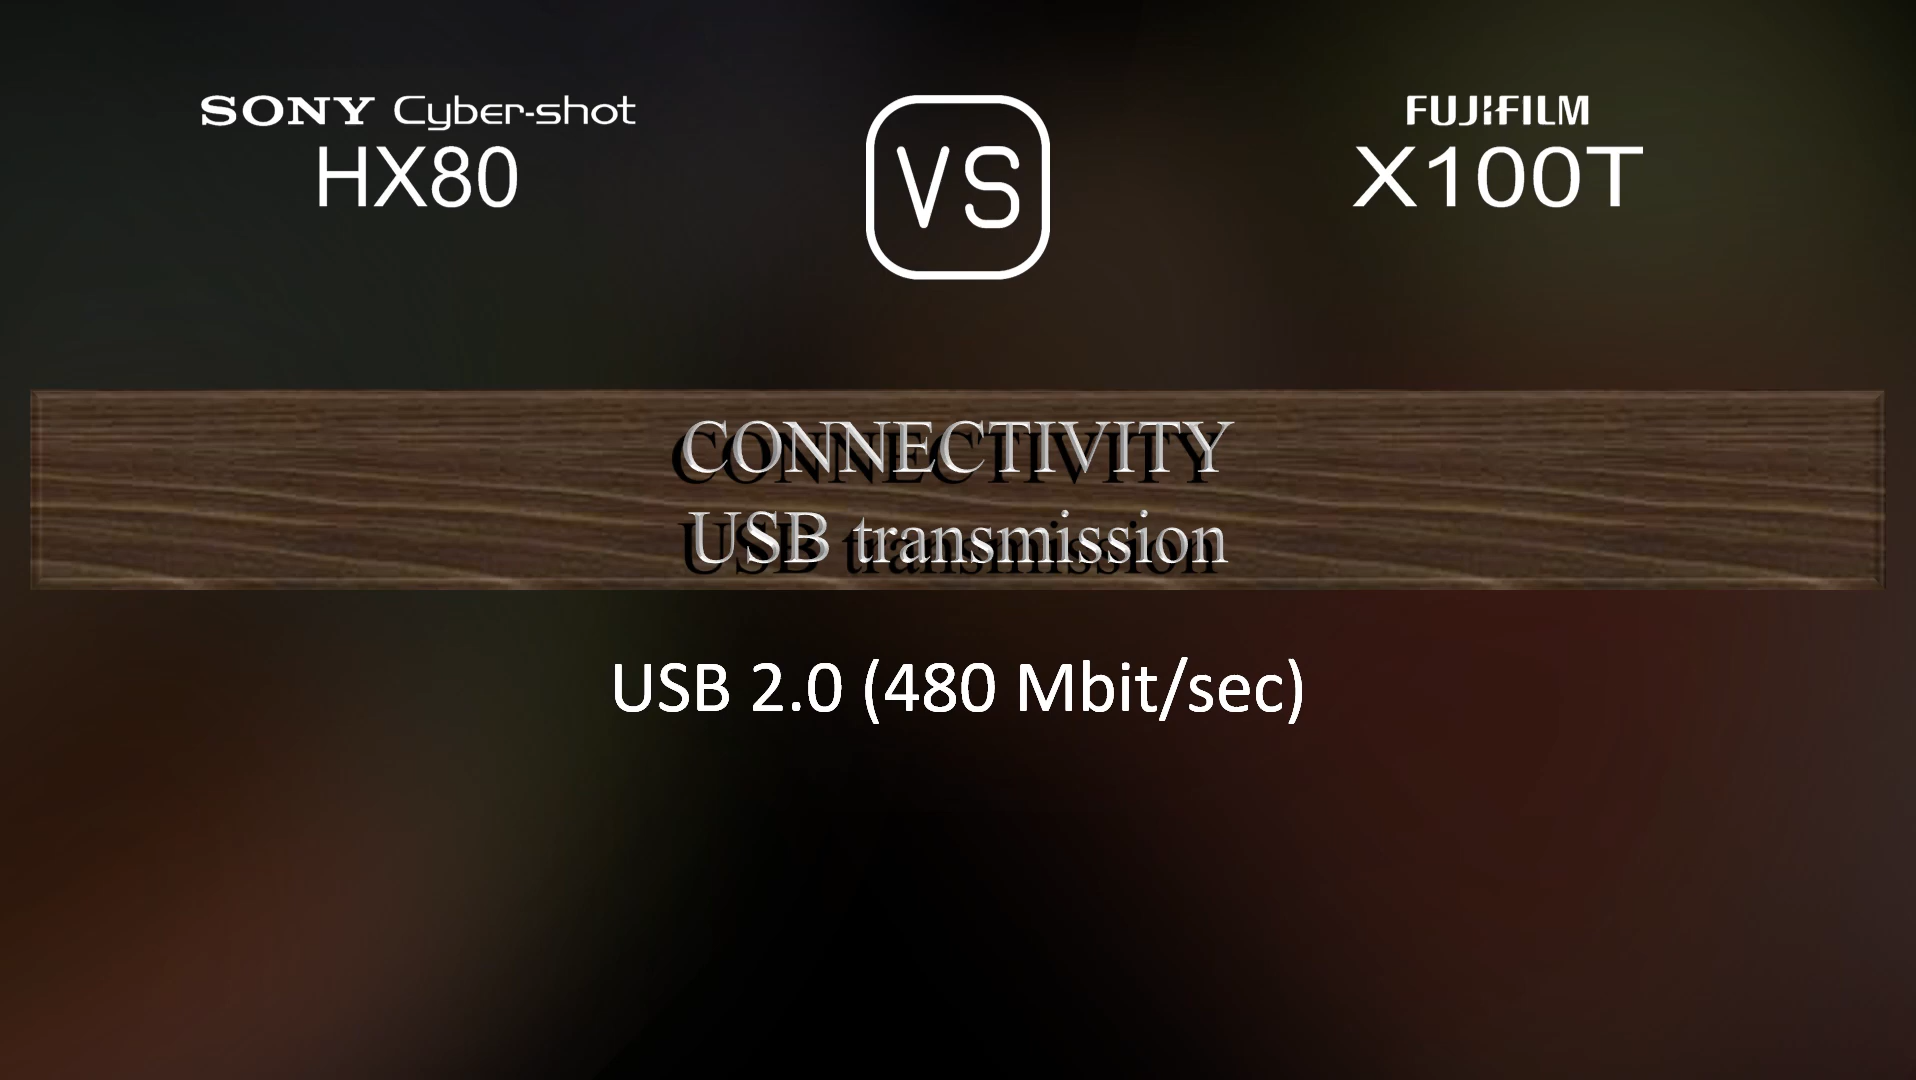 SONY Cyber-shot
HX80
VS
FUJIFILM
X100T
CONNECTIVITY
USB transmission
USB 2.0 (480 Mbit/sec)